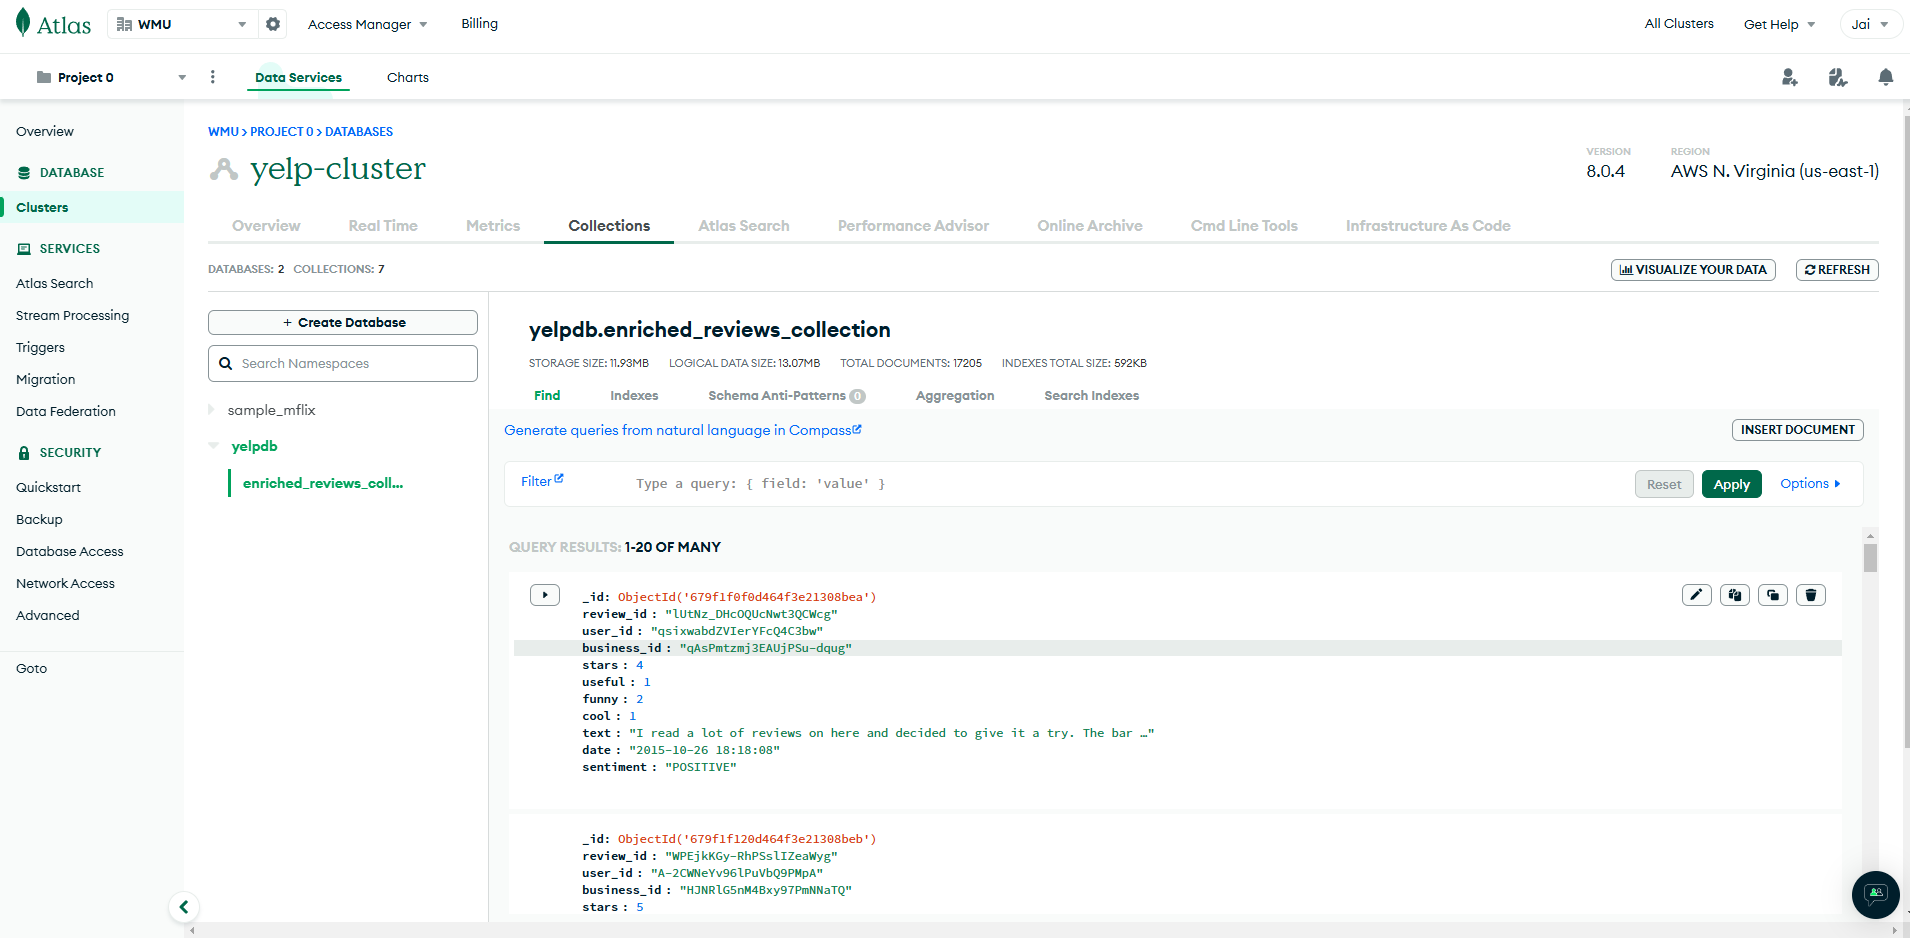 Atlas
WMU
Access Manager
Billing
All Clusters
Get Help
Jai
Project 0
Data Services
Charts
Overview
DATABASE
Clusters
SERVICES
Atlas Search
Stream Processing
Triggers
Migration
Data Federation
SECURITY
Quickstart
Backup
Database Access
Network Access
Advanced
Goto
WMU > PROJECT 0 > DATABASES
yelp-cluster
VERSION
8.0.4
REGION
AWS N. Virginia (us-east-1)
Overview Real Time Metrics Collections Atlas Search Performance Advisor Online Archive Cmd Line Tools Infrastructure As Code
DATABASES: 2 COLLECTIONS: 7
VISUALIZE YOUR DATA
REFRESH
+ Create Database
Search Namespaces
sample_mflix
yelpdb
enriched_reviews_coll...
yelpdb.enriched_reviews_collection
STORAGE SIZE: 11.93MB LOGICAL DATA SIZE: 13.07MB TOTAL DOCUMENTS: 17205 INDEXES TOTAL SIZE: 592KB
Find Indexes Schema Anti-Patterns 0 Aggregation Search Indexes
Generate queries from natural language in Compass
INSERT DOCUMENT
Filter
Type a query: { field: 'value' }
Reset
Apply
Options
QUERY RESULTS: 1-20 OF MANY
_id: ObjectId('679f1f0f0d464f3e21308bea')
review_id : "lUtNz_DHcOQUcNwt3QCWcg"
user_id : "qsixwabdZVIerYFcQ4C3bw"
business_id : "qAsPmtzmj3EAUjPSu-dqug"
stars : 4
useful : 1
funny : 2
cool : 1
text : "I read a lot of reviews on here and decided to give it a try. The bar …"
date : "2015-10-26 18:18:08"
sentiment : "POSITIVE"
_id: ObjectId('679f1f120d464f3e21308beb')
review_id : "WPEjkKGy-RhPSslIZeaWyg"
user_id : "A-2CWNeYv96lPuVbQ9PMpA"
business_id : "HJNRlG5nM4Bxy97PmNNaTQ"
stars : 5